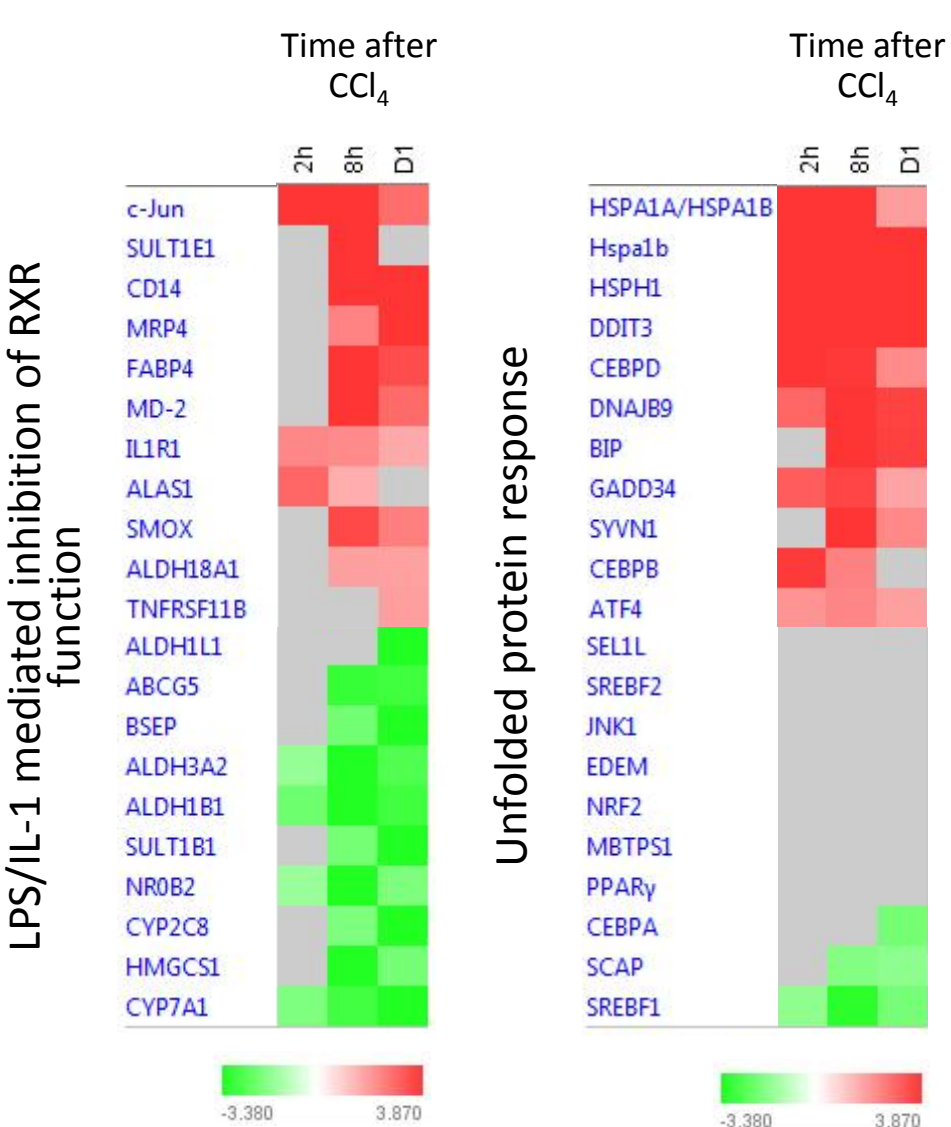 Time after
CCl4
2h 8h D1
LPS/IL-1 mediated inhibition of RXR
function
c-Jun
SULT1E1
CD14
MRP4
FABP4
MD-2
IL1R1
ALAS1
SMOX
ALDH18A1
TNFRSF11B
ALDH1L1
ABCG5
BSEP
ALDH3A2
ALDH1B1
SULT1B1
NR0B2
CYP2C8
HMGCS1
CYP7A1
-3.380 3.870
Time after
CCl4
2h 8h D1
Unfolded protein response
HSPA1A/HSPA1B
Hspa1b
HSPH1
DDIT3
CEBPD
DNAJB9
BIP
GADD34
SYVN1
CEBPB
ATF4
SEL1L
SREBF2
JNK1
EDEM
NRF2
MBTPS1
PPARγ
CEBPA
SCAP
SREBF1
-3.380 3.870